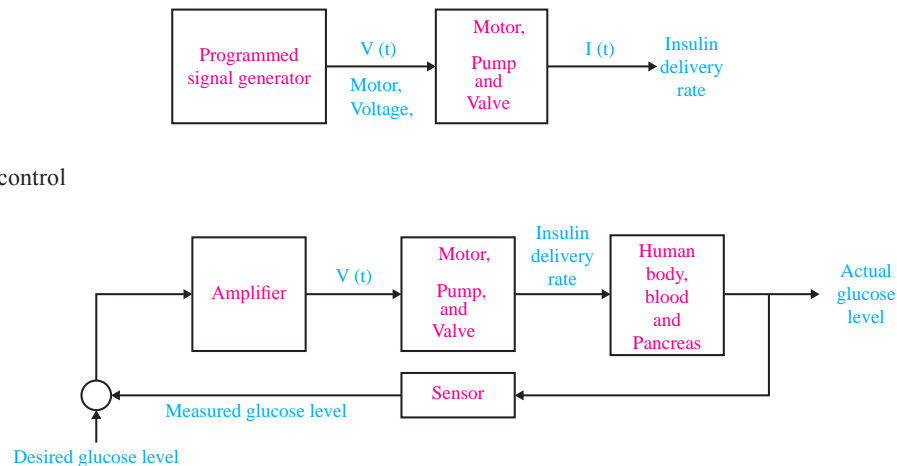 Programmed
signal generator
V (t)
Motor,
Voltage,
Motor,
Pump
and
Valve
I (t)
Insulin
delivery
rate
control
Amplifier
V (t)
Motor,
Pump,
and
Valve
Insulin
delivery
rate
Human
body,
blood
and
Pancreas
Actual
glucose
level
Sensor
Measured glucose level
Desired glucose level